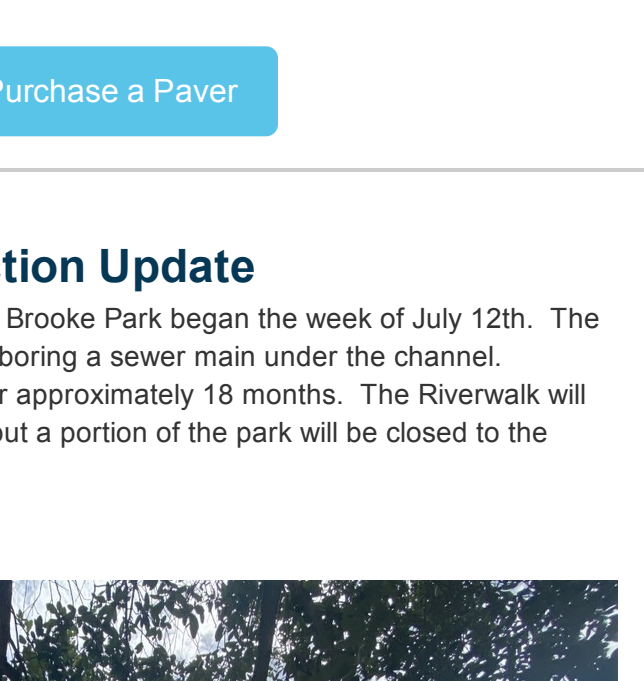 Purchase a Paver
tion Update
Brooke Park began the week of July 12th.  The
boring a sewer main under the channel.
r approximately 18 months.  The Riverwalk will
but a portion of the park will be closed to the